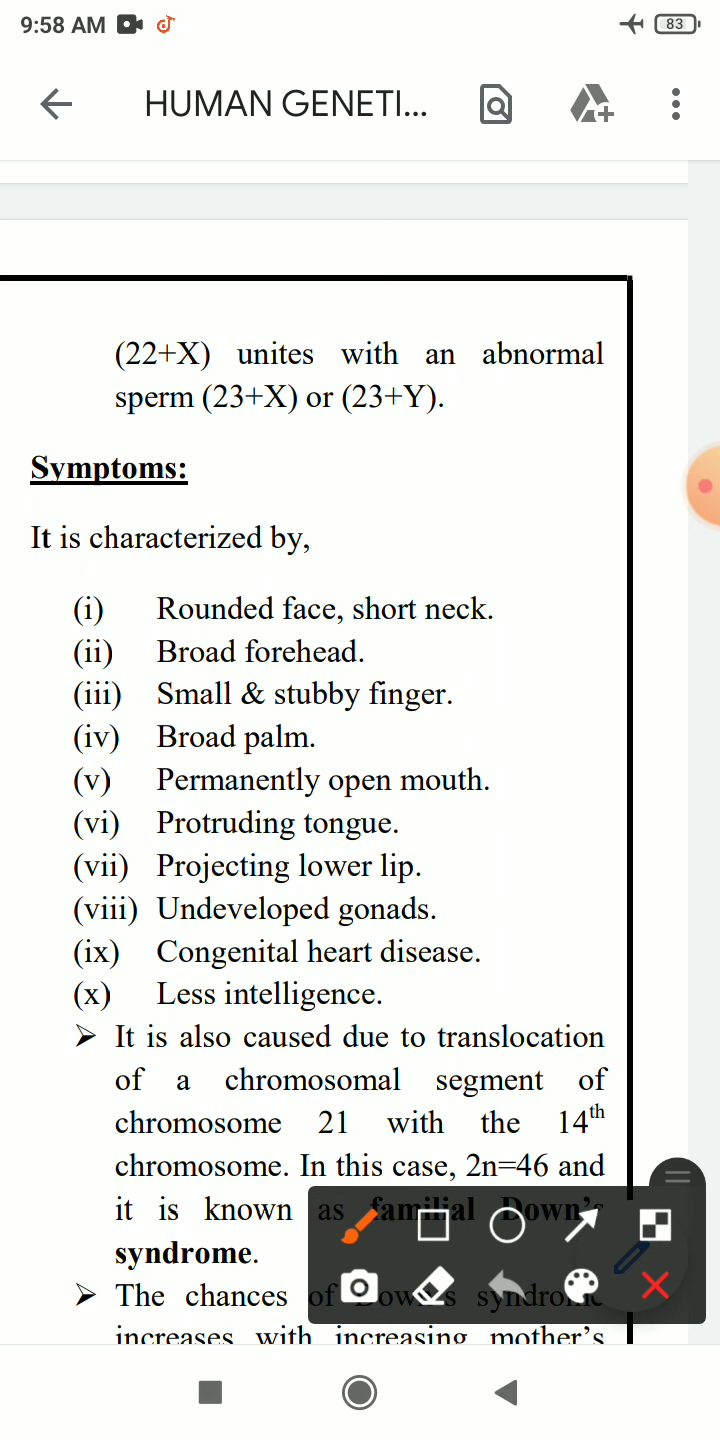 9:58 AM
83
HUMAN GENETI...
(22+X) unites with an abnormal
sperm (23+X) or (23+Y).
Symptoms:
It is characterized by,
(i) Rounded face, short neck.
(ii) Broad forehead.
(iii) Small & stubby finger.
(iv) Broad palm.
(v) Permanently open mouth.
(vi) Protruding tongue.
(vii) Projecting lower lip.
(viii) Undeveloped gonads.
(ix) Congenital heart disease.
(x) Less intelligence.
➢ It is also caused due to translocation
of a chromosomal segment of
chromosome 21 with the 14th
chromosome. In this case, 2n=46 and
it is known as familial Down's
syndrome.
➢ The chances of Down's syndrome
increases with increasing mother's